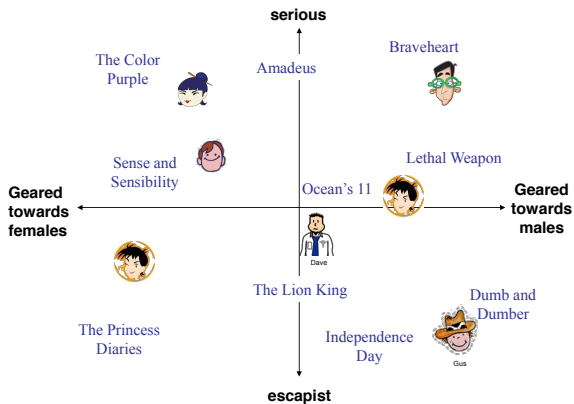 serious
Braveheart
The Color
Purple
Amadeus
Sense and
Sensibility
Lethal Weapon
Ocean's 11
Geared
towards
females
Geared
towards
males
Dave
The Lion King
Dumb and
Dumber
The Princess
Diaries
Independence
Day
Gus
escapist